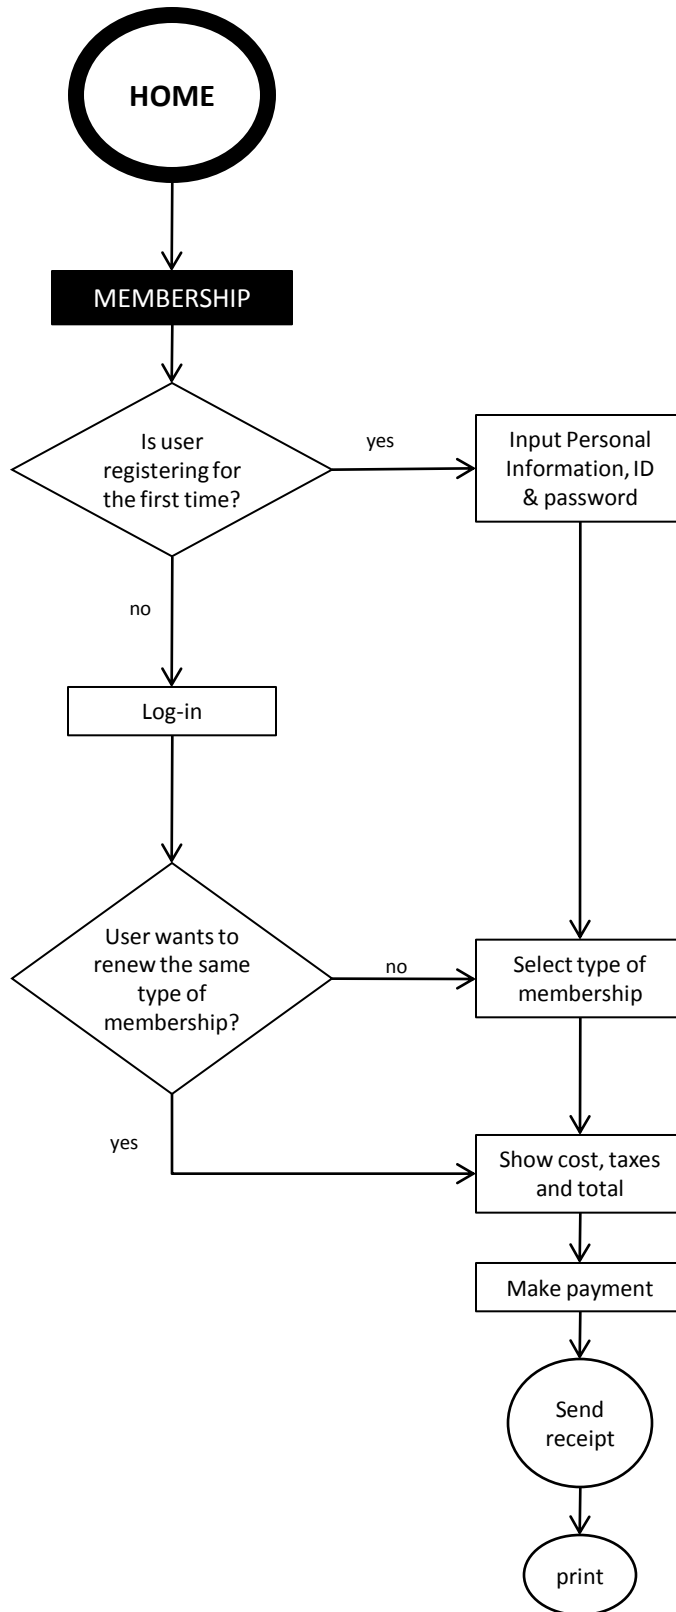 HOME
MEMBERSHIP
Is user
registering for
the first time?
yes
Input Personal
Information, ID
& password
no
Log-in
User wants to
renew the same
type of
membership?
no
Select type of
membership
yes
Show cost, taxes
and total
Make payment
Send
receipt
print